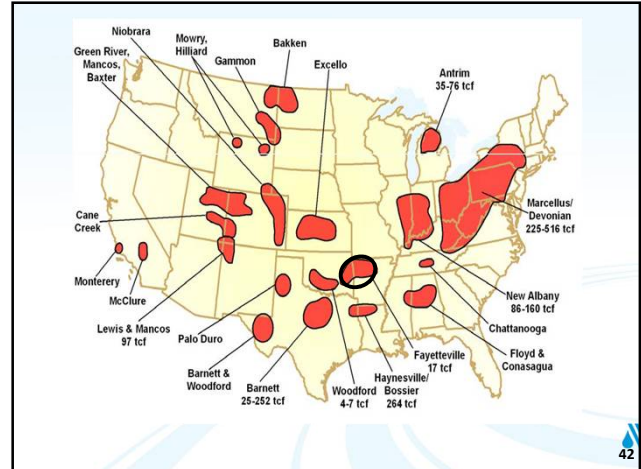 Niobrara
Mowry,
Hilliard
Green River,
Mancos,
Baxter
Gammon
Bakken
Excello
Antrim
35-76 tcf
Cane
Creek
Marcellus/
Devonian
225-516 tcf
Monterery
McClure
New Albany
86-160 tcf
Lewis & Mancos
97 tcf
Palo Duro
Chattanooga
Barnett &
Woodford
Barnett
25-252 tcf
Woodford
4-7 tcf
Haynesville/
Bossier
264 tcf
Fayetteville
17 tcf
Floyd &
Conasagua
42